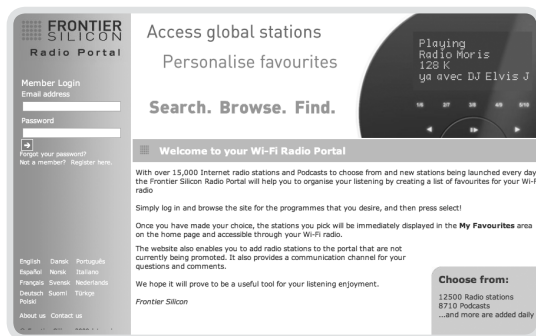 FRONTIER
SILICON
Radio Portal
Member Login
Email address
Password
Forgot your password?
Not a member? Register here.
English Dansk Português
Español Norsk Italiano
Français Svensk Nederlands
Deutsch Suomi Türkçe
Polski
About us Contact us
Access global stations
Personalise favourites
Search. Browse. Find.
Playing
Radio Moris
128 K
ya avec DJ Elvis J
1/6 2/7 3/8 4/9 5/10
Welcome to your Wi-Fi Radio Portal
With over 15,000 Internet radio stations and Podcasts to choose from and new stations being launched every day
the Frontier Silicon Radio Portal will help you to organise your listening by creating a list of favourites for your Wi-F
radio
Simply log in and browse the site for the programmes that you desire, and then press select!
Once you have made your choice, the stations you pick will be immediately displayed in the My Favourites area
on the home page and accessible through your Wi-Fi radio.
The website also enables you to add radio stations to the portal that are not
currently being promoted. It also provides a communication channel for your
questions and comments.
We hope it will prove to be a useful tool for your listening enjoyment.
Frontier Silicon
Choose from:
12500 Radio stations
8710 Podcasts
...and more are added daily